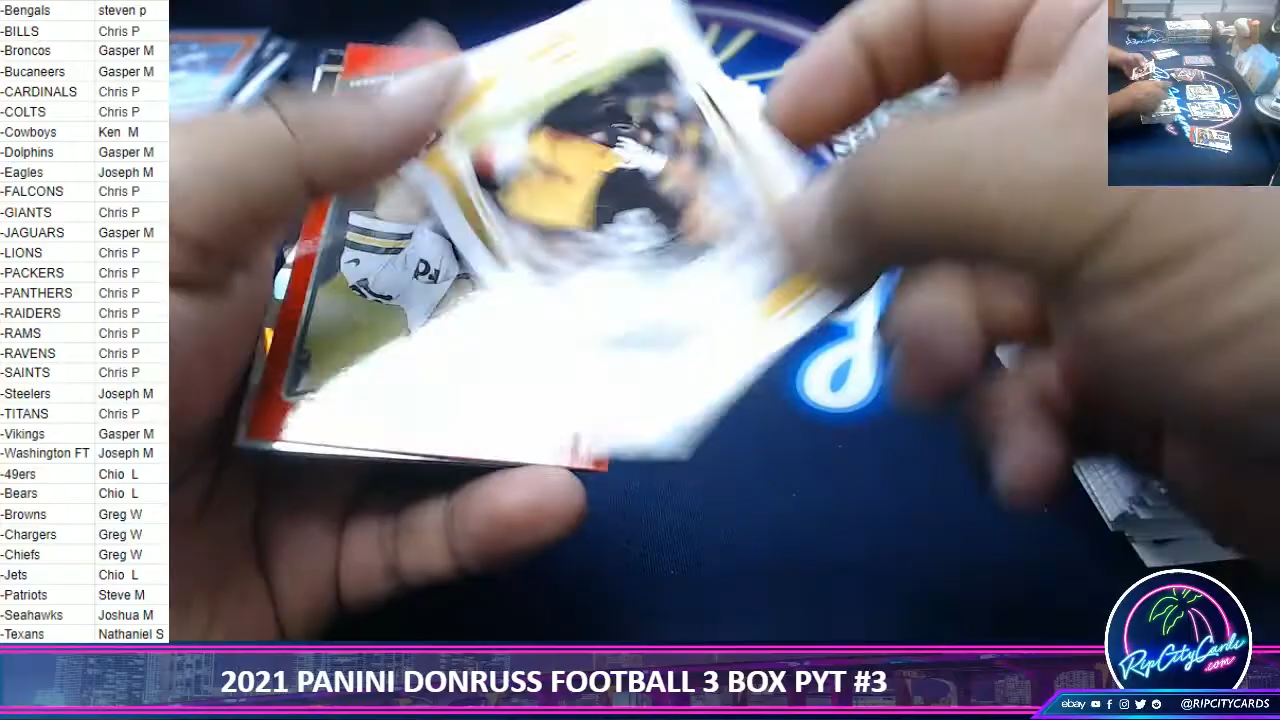 -Bengals steven p
-BILLS Chris P
-Broncos Gasper M
-Bucaneers Gasper M
-CARDINALS Chris P
-COLTS Chris P
-Cowboys Ken M
-Dolphins Gasper M
-Eagles Joseph M
-FALCONS Chris P
-GIANTS Chris P
-JAGUARS Gasper M
-LIONS Chris P
-PACKERS Chris P
-PANTHERS Chris P
-RAIDERS Chris P
-RAMS Chris P
-RAVENS Chris P
-SAINTS Chris P
-Steelers Joseph M
-TITANS Chris P
-Vikings Gasper M
-Washington FT Joseph M
-49ers Chio L
-Bears Chio L
-Browns Greg W
-Chargers Greg W
-Chiefs Greg W
-Jets Chio L
-Patriots Steve M
-Seahawks Joshua M
-Texans Nathaniel S
2021 PANINI DONRUSS FOOTBALL 3 BOX PYT #3
RipCityCards
.com
ebay @RIPCITYCARDS